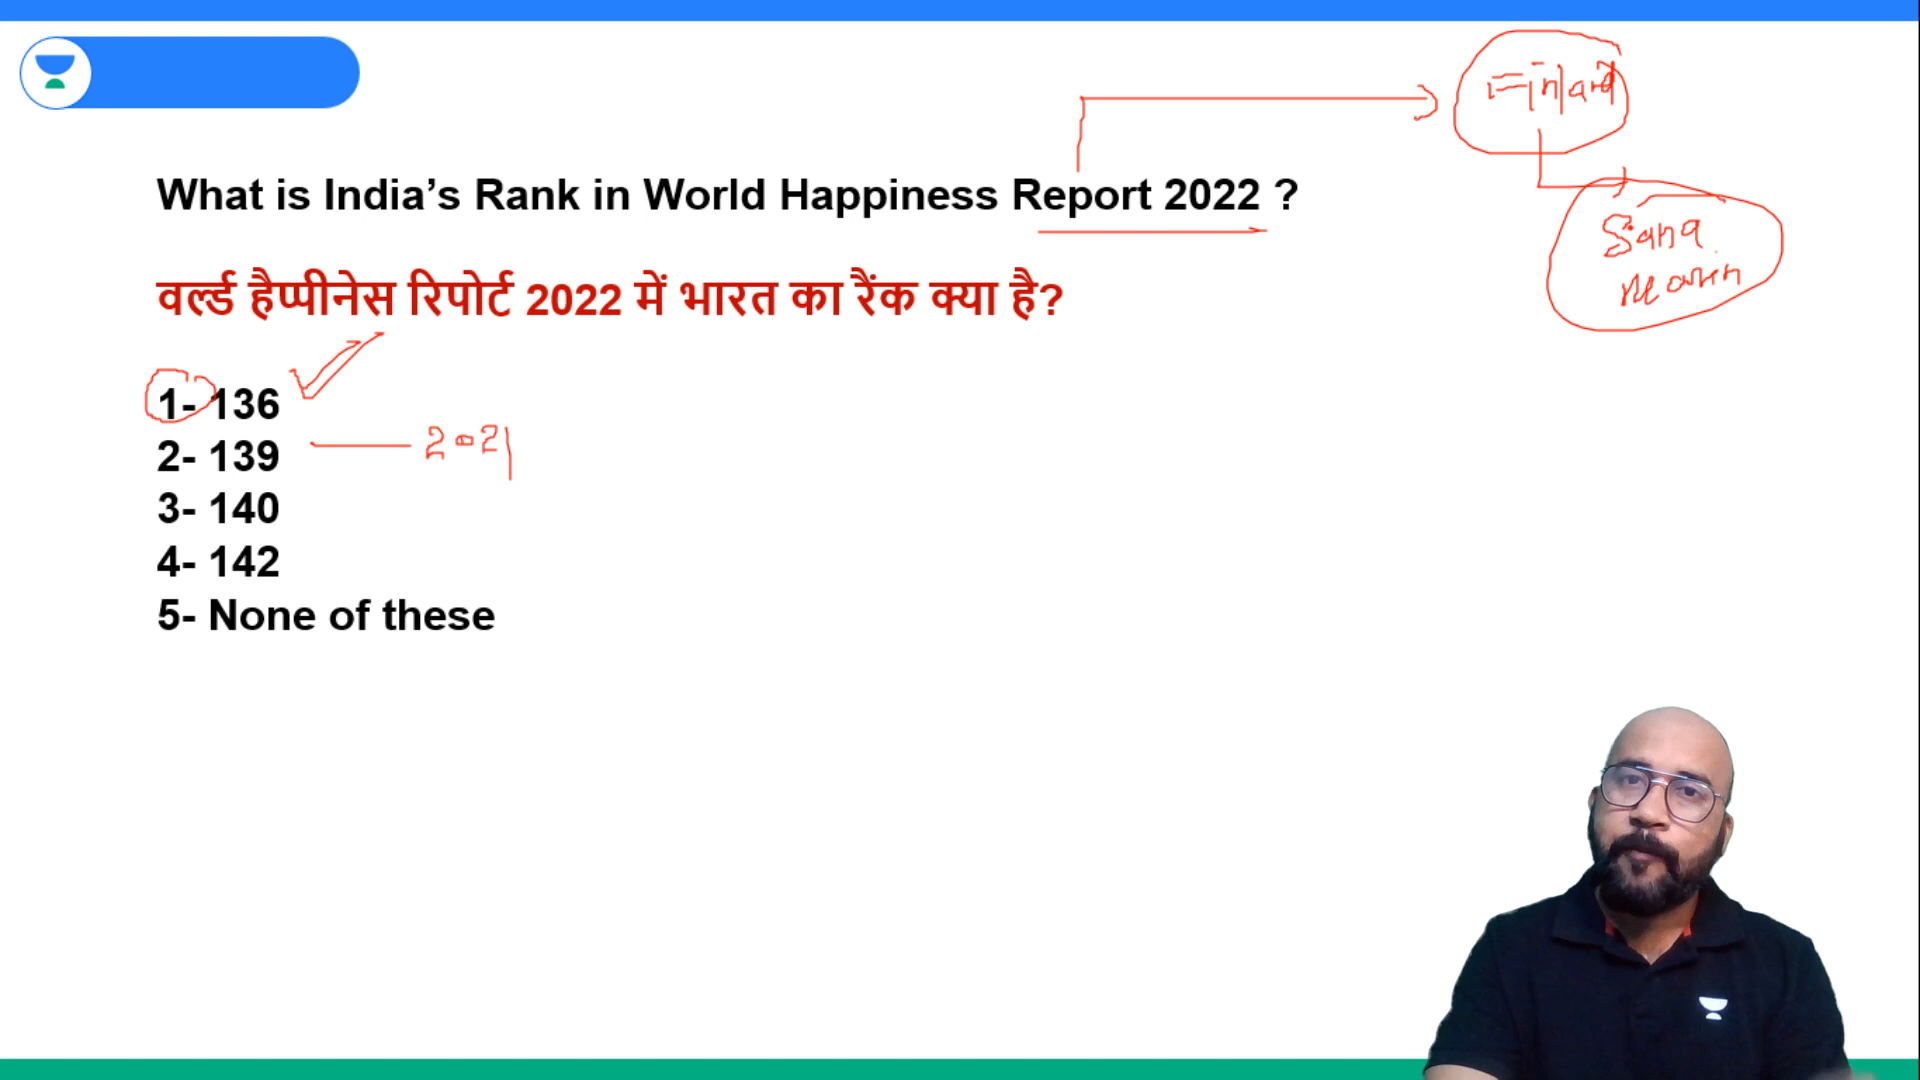 Finland
What is India’s Rank in World Happiness Report 2022 ?
Sana
Marin
वर्ल्ड हैप्पीनेस रिपोर्ट 2022 में भारत का रैंक क्या है?
1- 136
2- 139 2021
3- 140
4- 142
5- None of these